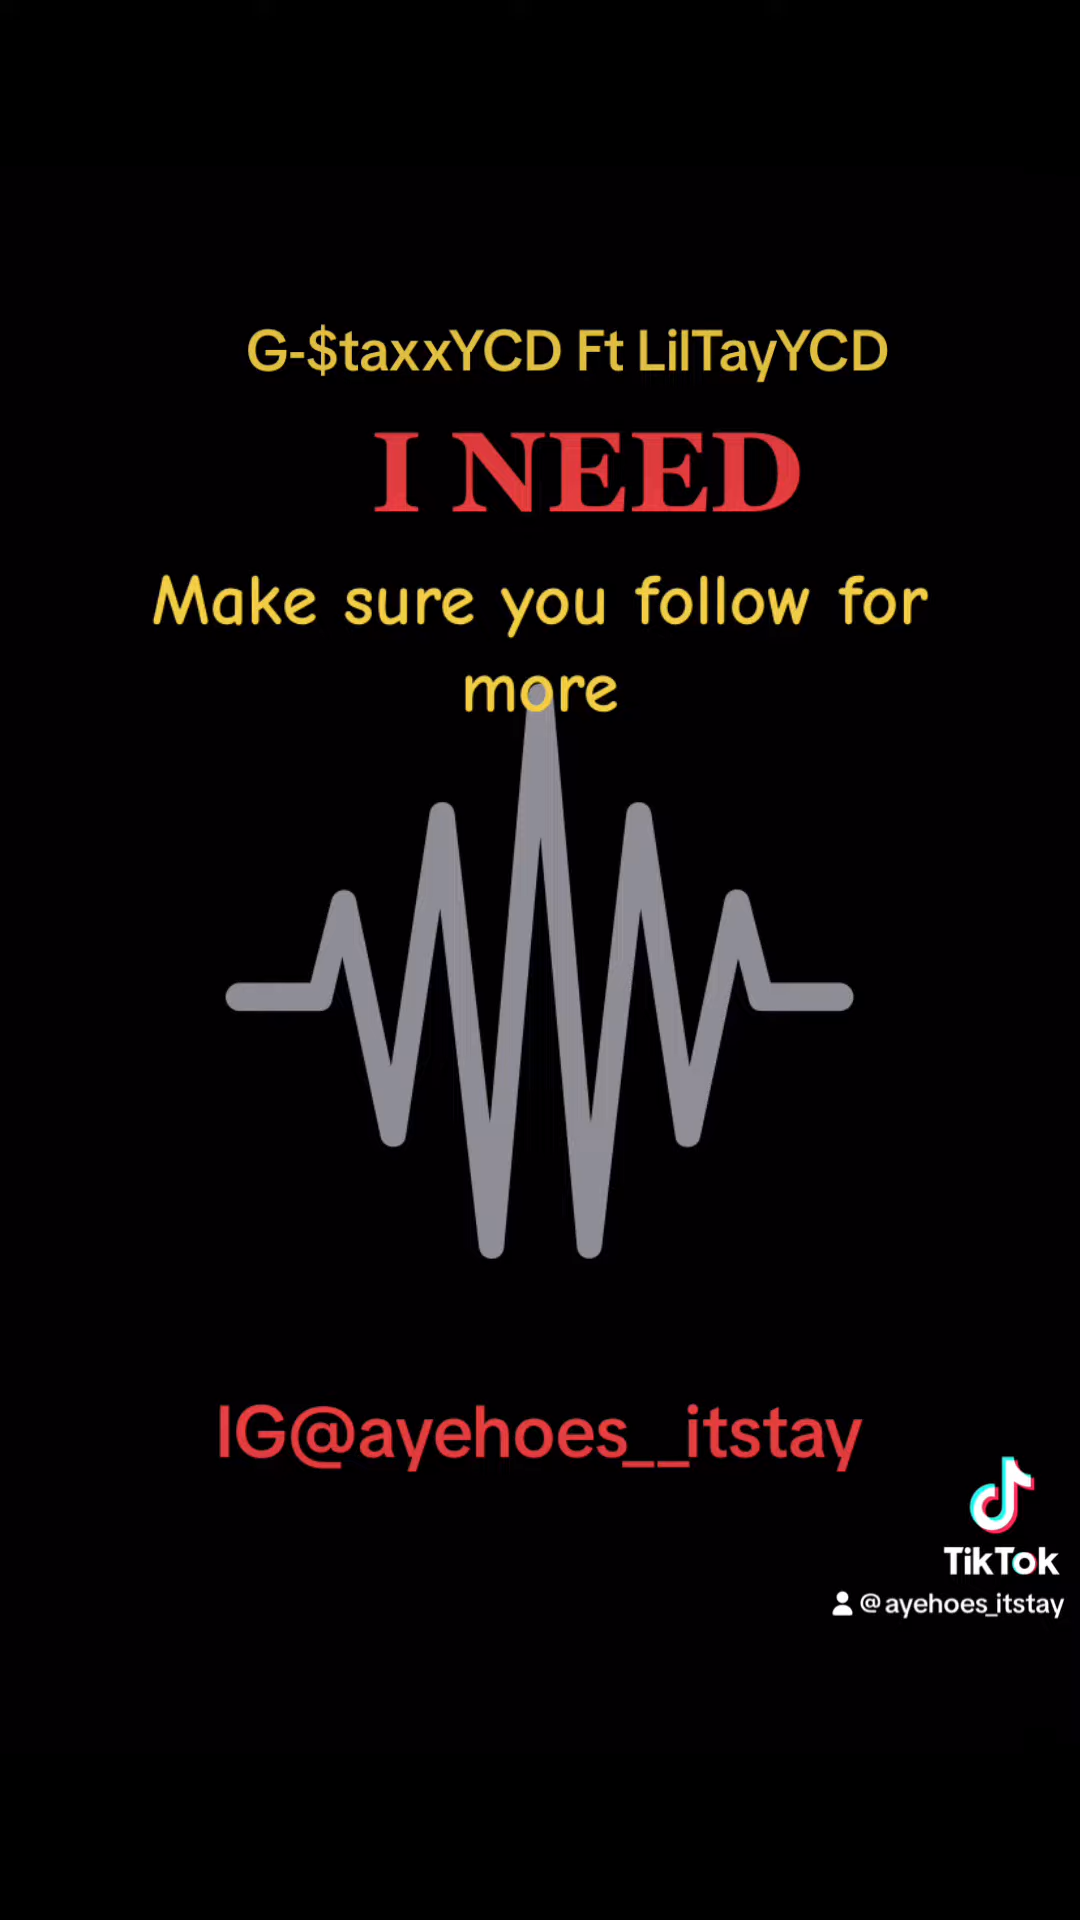 G-$taxxYCD Ft LilTayYCD
I NEED
Make sure you follow for
more
IG@ayehoes__itstay
TikTok
@ayehoes_itstay